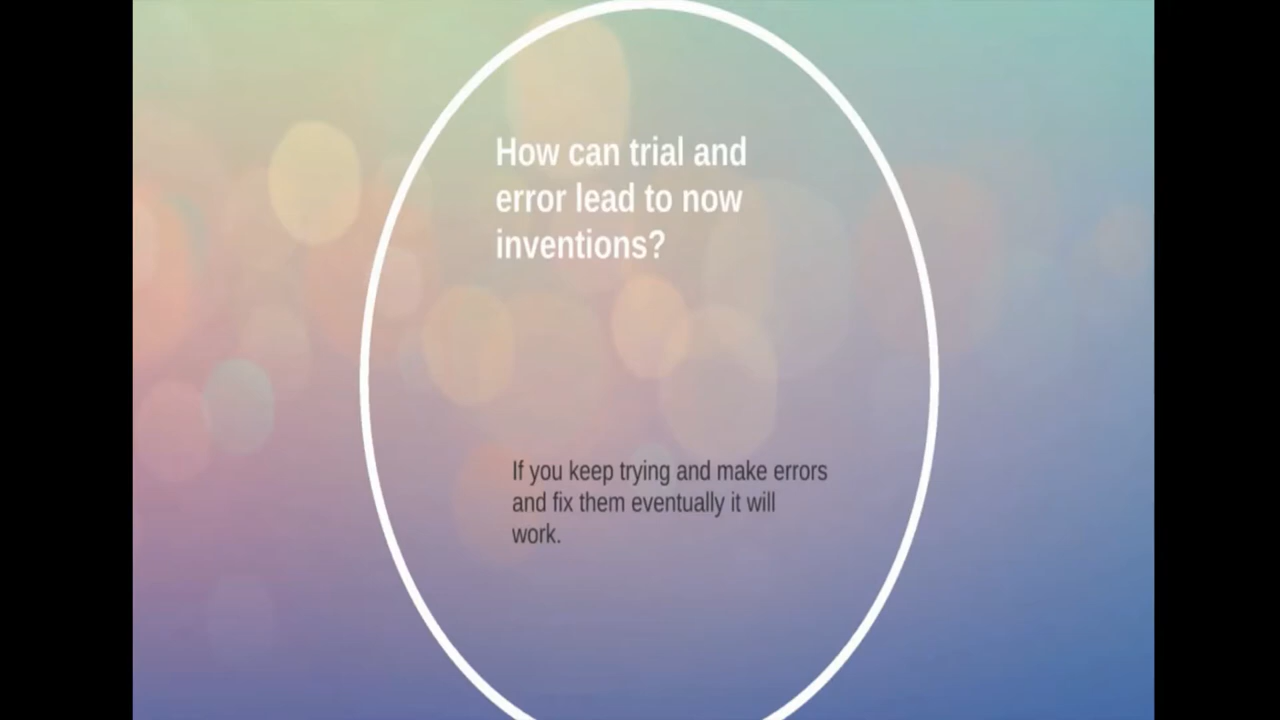 How can trial and
error lead to now
inventions?
If you keep trying and make errors
and fix them eventually it will
work.